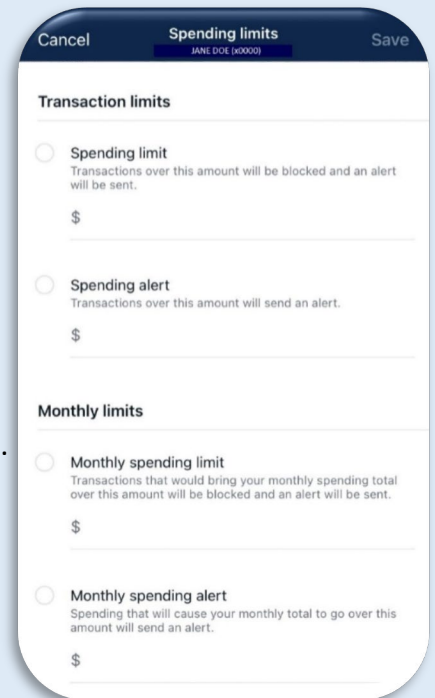 Cancel
Spending limits
Save
JANE DOE (x0000)
Transaction limits
Spending limit
Transactions over this amount will be blocked and an alert
will be sent.
$
Spending alert
Transactions over this amount will send an alert.
$
Monthly limits
.
Monthly spending limit
Transactions that would bring your monthly spending total
over this amount will be blocked and an alert will be sent.
$
Monthly spending alert
Spending that will cause your monthly total to go over this
amount will send an alert.
$